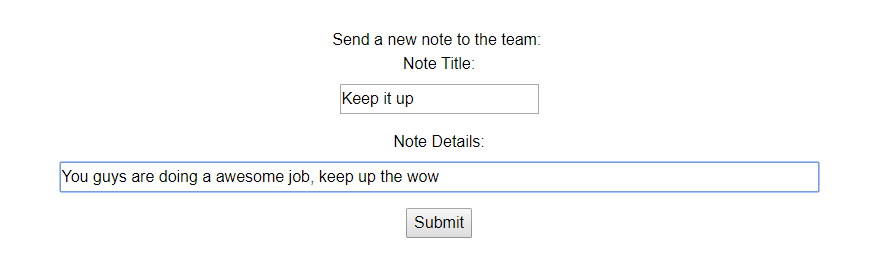 Send a new note to the team:
Note Title:
Keep it up
Note Details:
You guys are doing a awesome job, keep up the wow
Submit